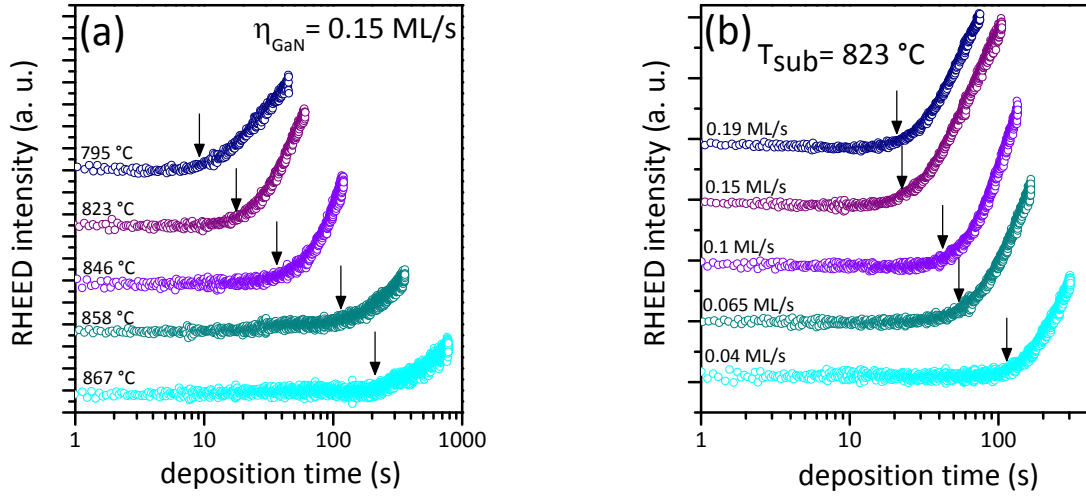 (a)
η_GaN = 0.15 ML/s
RHEED intensity (a. u.)
795 °C
823 °C
846 °C
858 °C
867 °C
1 10 100 1000
deposition time (s)
(b)
T_sub = 823 °C
RHEED intensity (a. u.)
0.19 ML/s
0.15 ML/s
0.1 ML/s
0.065 ML/s
0.04 ML/s
1 10 100
deposition time (s)